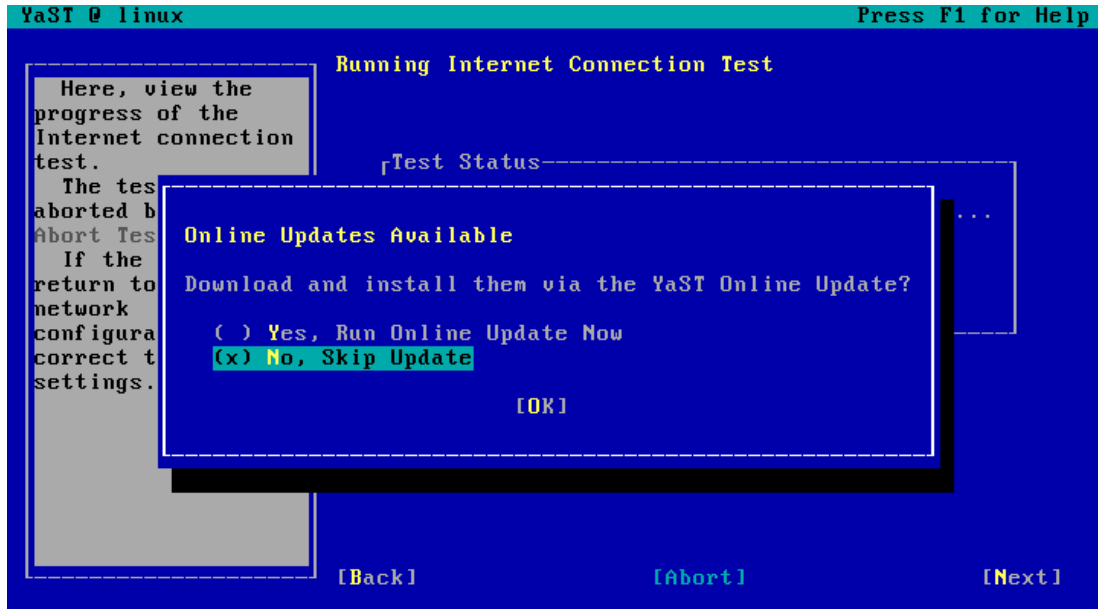 YaST @ linux Press F1 for Help
Running Internet Connection Test
Here, view the
progress of the
Internet connection
test.
The tes
aborted b
Abort Tes
If the
return to
network
configura
correct t
settings.
Test Status
...
Online Updates Available
Download and install them via the YaST Online Update?
( ) Yes, Run Online Update Now
(x) No, Skip Update
[OK]
[Back] [Abort] [Next]